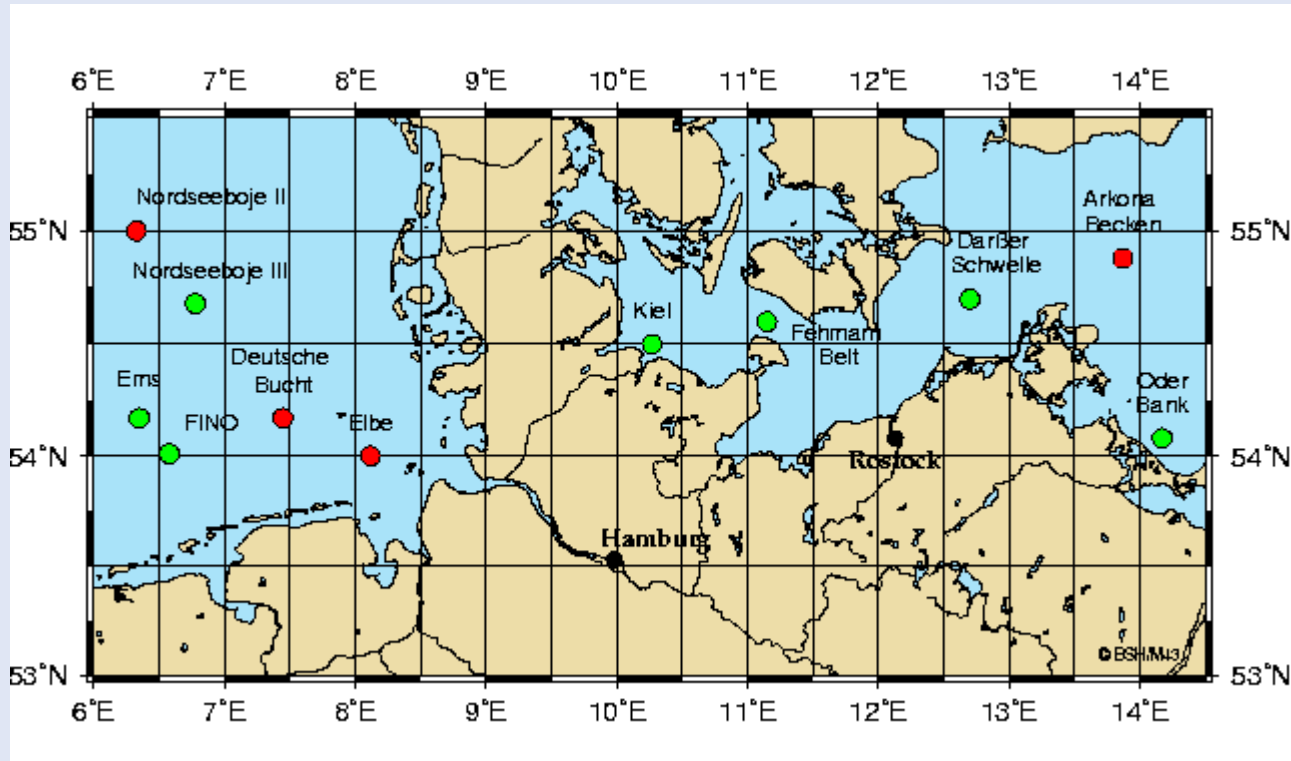 6°E 7°E 8°E 9°E 10°E 11°E 12°E 13°E 14°E
Nordseeboje II
Arkona
Becken
55°N
55°N
Darßer
Schwelle
Nordseeboje III
Kiel
Fehmarn
Belt
Deutsche
Bucht
Ems
Oder
Bank
FINO
Elbe
54°N
Rostock
54°N
Hamburg
©BSH/M43
53°N
53°N
6°E 7°E 8°E 9°E 10°E 11°E 12°E 13°E 14°E